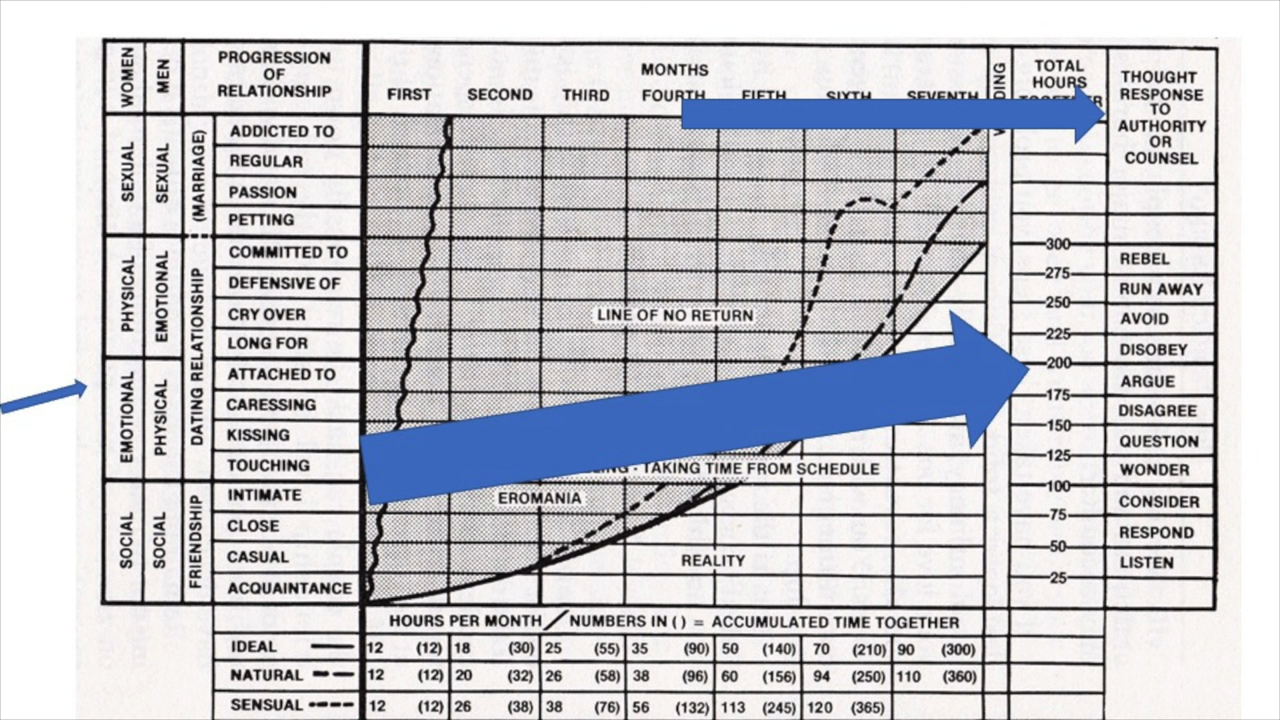 WOMEN
MEN
PROGRESSION
OF
RELATIONSHIP
MONTHS
FIRST SECOND THIRD FOURTH FIFTH SIXTH SEVENTH
TOTAL
HOURS
TOGETHER
THOUGHT
RESPONSE
TO
AUTHORITY
OR
COUNSEL
SEXUAL
SEXUAL
(MARRIAGE)
ADDICTED TO
REGULAR
PASSION
PETTING
PHYSICAL
EMOTIONAL
DATING RELATIONSHIP
COMMITTED TO 300 REBEL
DEFENSIVE OF 275 RUN AWAY
CRY OVER LINE OF NO RETURN 250 AVOID
LONG FOR 225 DISOBEY
EMOTIONAL
PHYSICAL
ATTACHED TO 200 ARGUE
CARESSING 175 DISAGREE
KISSING 150 QUESTION
TOUCHING - TAKING TIME FROM SCHEDULE 125 WONDER
SOCIAL
SOCIAL
FRIENDSHIP
INTIMATE EROMANIA 100 CONSIDER
CLOSE 75 RESPOND
CASUAL REALITY 50 LISTEN
ACQUAINTANCE 25
HOURS PER MONTH / NUMBERS IN ( ) = ACCUMULATED TIME TOGETHER
IDEAL 12 (12) 18 (30) 25 (55) 35 (90) 50 (140) 70 (210) 90 (300)
NATURAL 12 (12) 20 (32) 26 (58) 38 (96) 60 (156) 94 (250) 110 (360)
SENSUAL 12 (12) 26 (38) 38 (76) 56 (132) 113 (245) 120 (365)